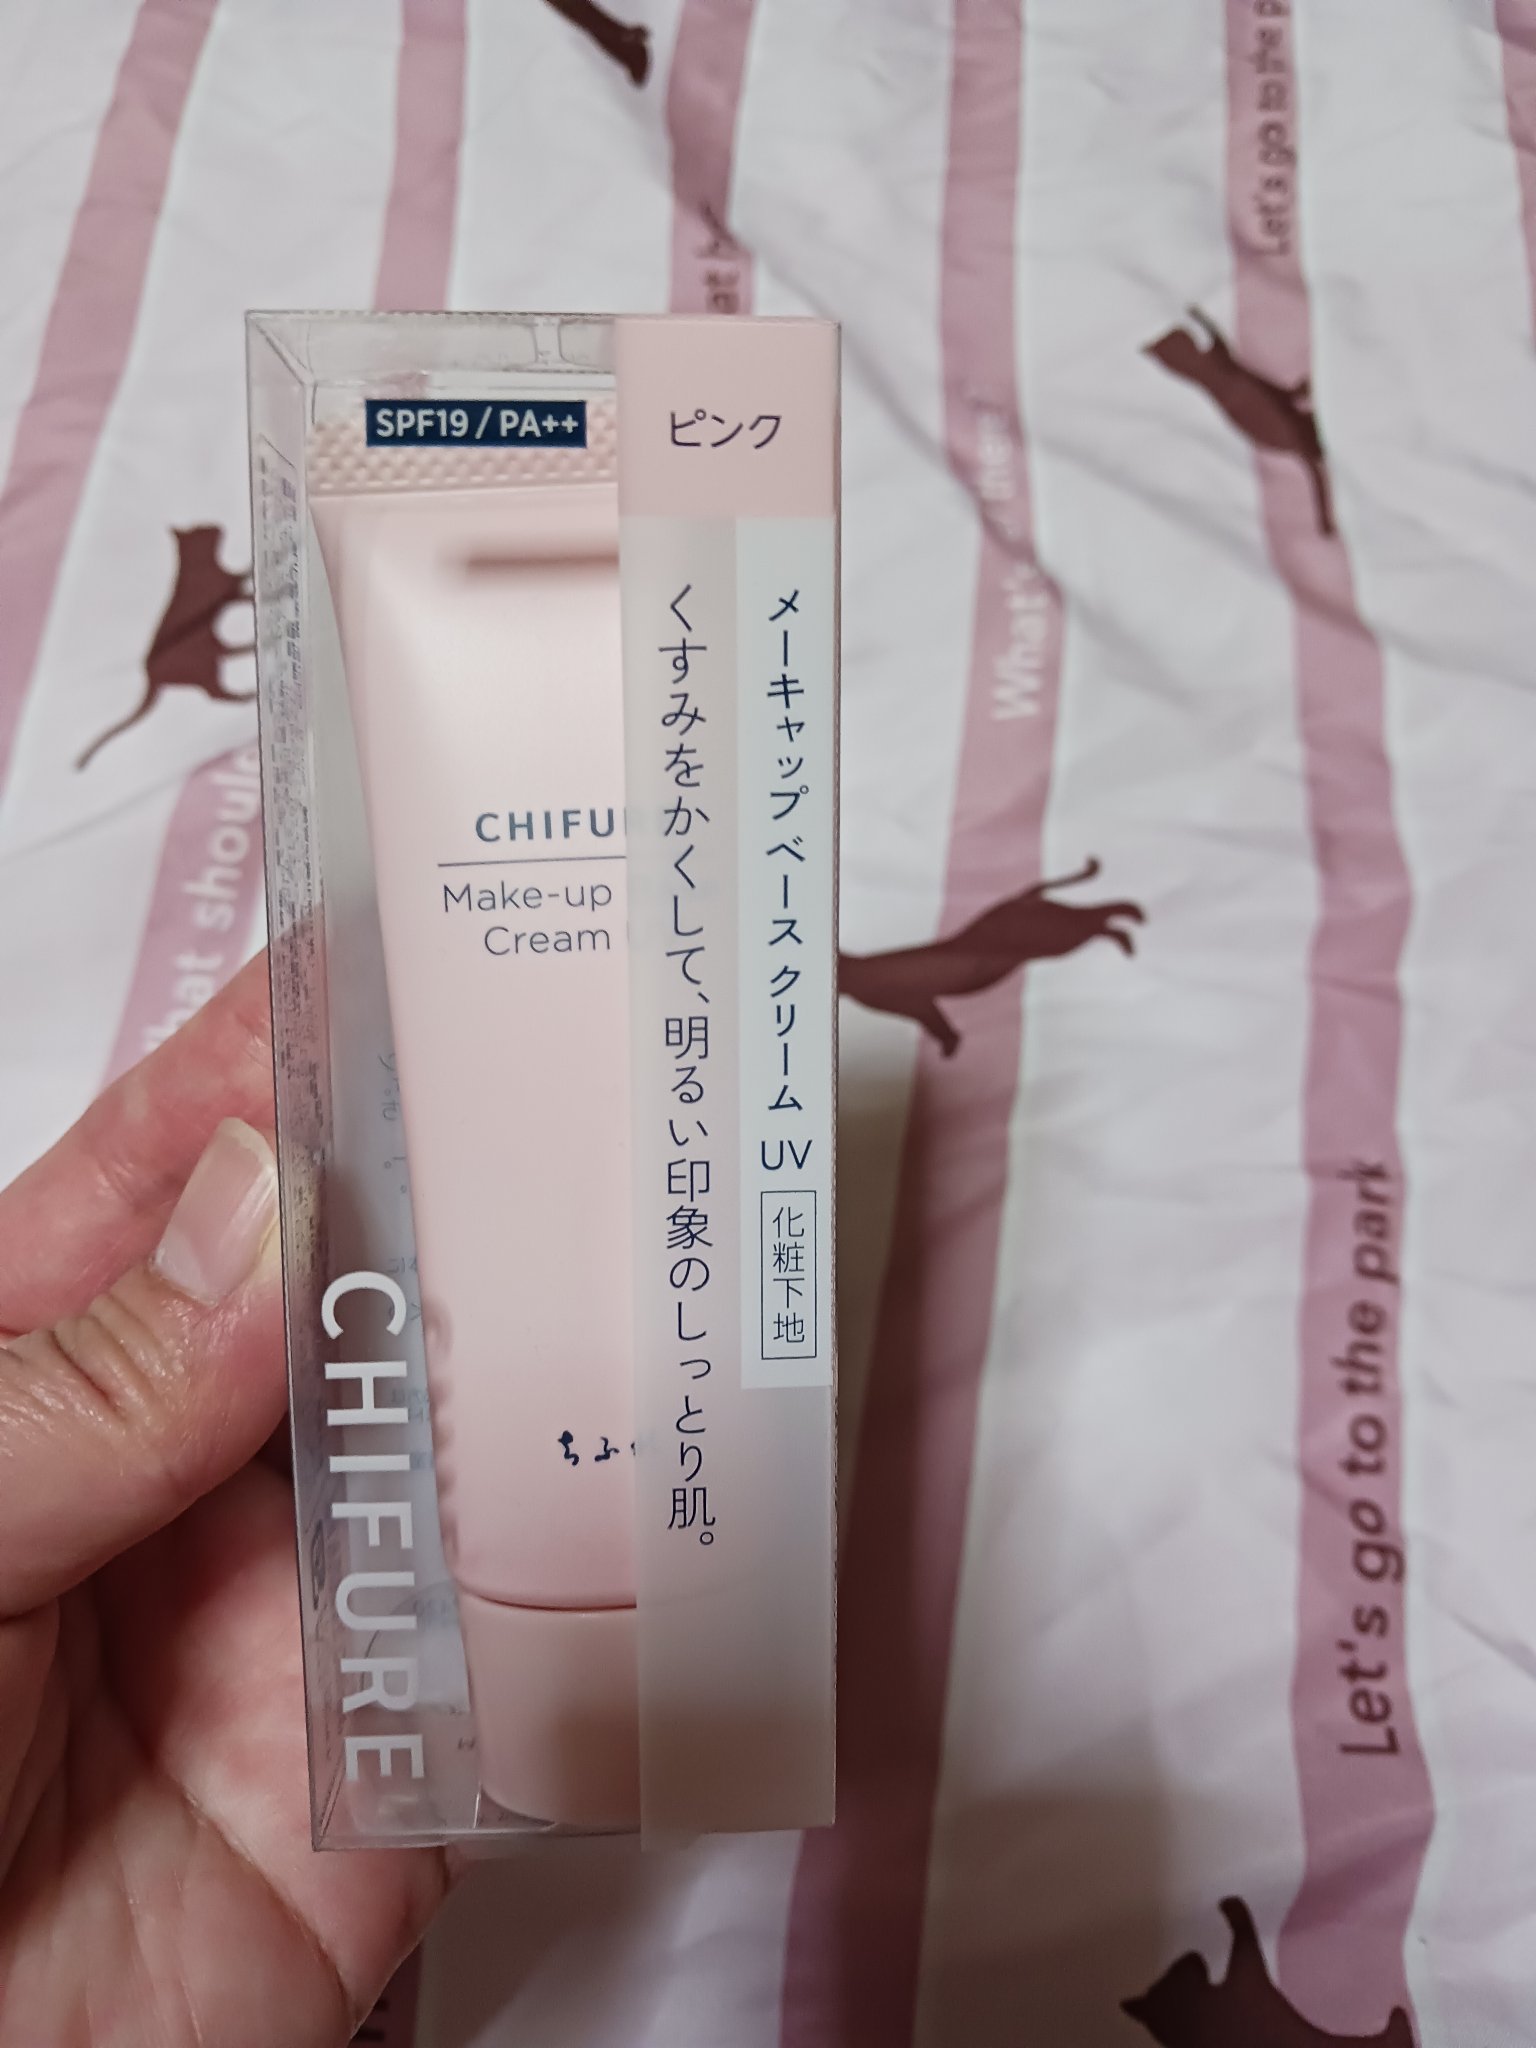 SPF19 / PA++
ピンク
メーキャップ ベース クリーム UV
化粧下地
くすみをかくして、明るい印象のしっとり肌。
CHIFU
Make-up
Cream
ちふ
CHIFURE
What should
What's
Let's go to the
Let's go to the park